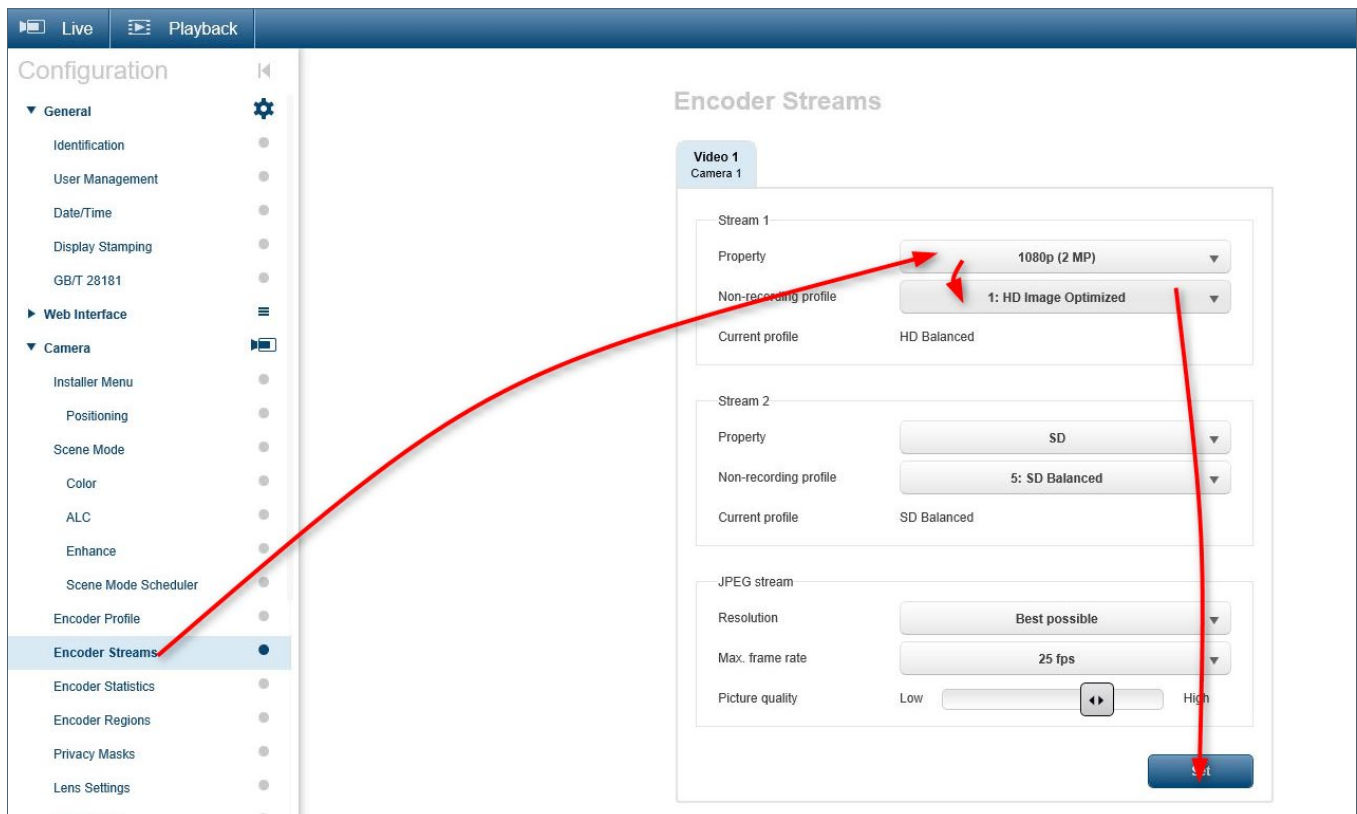 Live Playback
Configuration
General
Identification
User Management
Date/Time
Display Stamping
GB/T 28181
Web Interface
Camera
Installer Menu
Positioning
Scene Mode
Color
ALC
Enhance
Scene Mode Scheduler
Encoder Profile
Encoder Streams
Encoder Statistics
Encoder Regions
Privacy Masks
Lens Settings
Encoder Streams
Video 1
Camera 1
Stream 1
Property 1080p (2 MP)
Non-recording profile 1: HD Image Optimized
Current profile HD Balanced
Stream 2
Property SD
Non-recording profile 5: SD Balanced
Current profile SD Balanced
JPEG stream
Resolution Best possible
Max. frame rate 25 fps
Picture quality Low High
Set